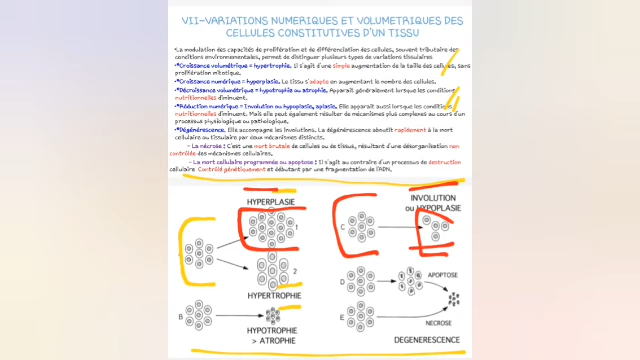 VII-VARIATIONS NUMERIQUES ET VOLUMETRIQUES DES
CELLULES CONSTITUTIVES D'UN TISSU
•La modulation des capacités de prolifération et de différenciation des cellules, souvent tributaire des
conditions environnementales, permet de distinguer plusieurs types de variations tissulaires
•*Croissance volumétrique = hypertrophie. Il s'agit d'une simple augmentation de la taille des cellules, sans
prolifération mitotique.
•*Croissance numérique = hyperplasie. Le tissu s'adapte en augmentant le nombre des cellules.
•*Décroissance volumétrique = hypotrophie ou atrophie. Apparaît généralement lorsque les conditions
nutritionnelles diminuent.
•*Réduction numérique = Involution ou hypoplasie, aplasie. Elle apparait aussi lorsque les conditions
nutritionnelles diminuent. Mais elle peut également résulter de mécanismes plus complexes au cours d'un
processus physiologique ou pathologique.
•*Dégénérescence. Elle accompagne les involutions. La dégénérescence aboutit rapidement à la mort
cellulaire ou tissulaire par deux mécanismes distincts.
- La nécrose: C'est une mort brutale de cellules ou de tissus, résultat d'une désorganisation non
contrôlée des mécanismes cellulaires.
- La mort cellulaire programmée ou apoptose: Il s'agit au contraire d'un processus de destruction
cellulaire Contrôlé génétiquement et débutant par une fragmentation de l'ADN.
HYPERPLASIE
1
A
2
HYPERTROPHIE
B
HYPOTROPHIE
> ATROPHIE
INVOLUTION
ou HYPOPLASIE
C
D
APOPTOSE
E
NECROSE
DEGENERESCENCE